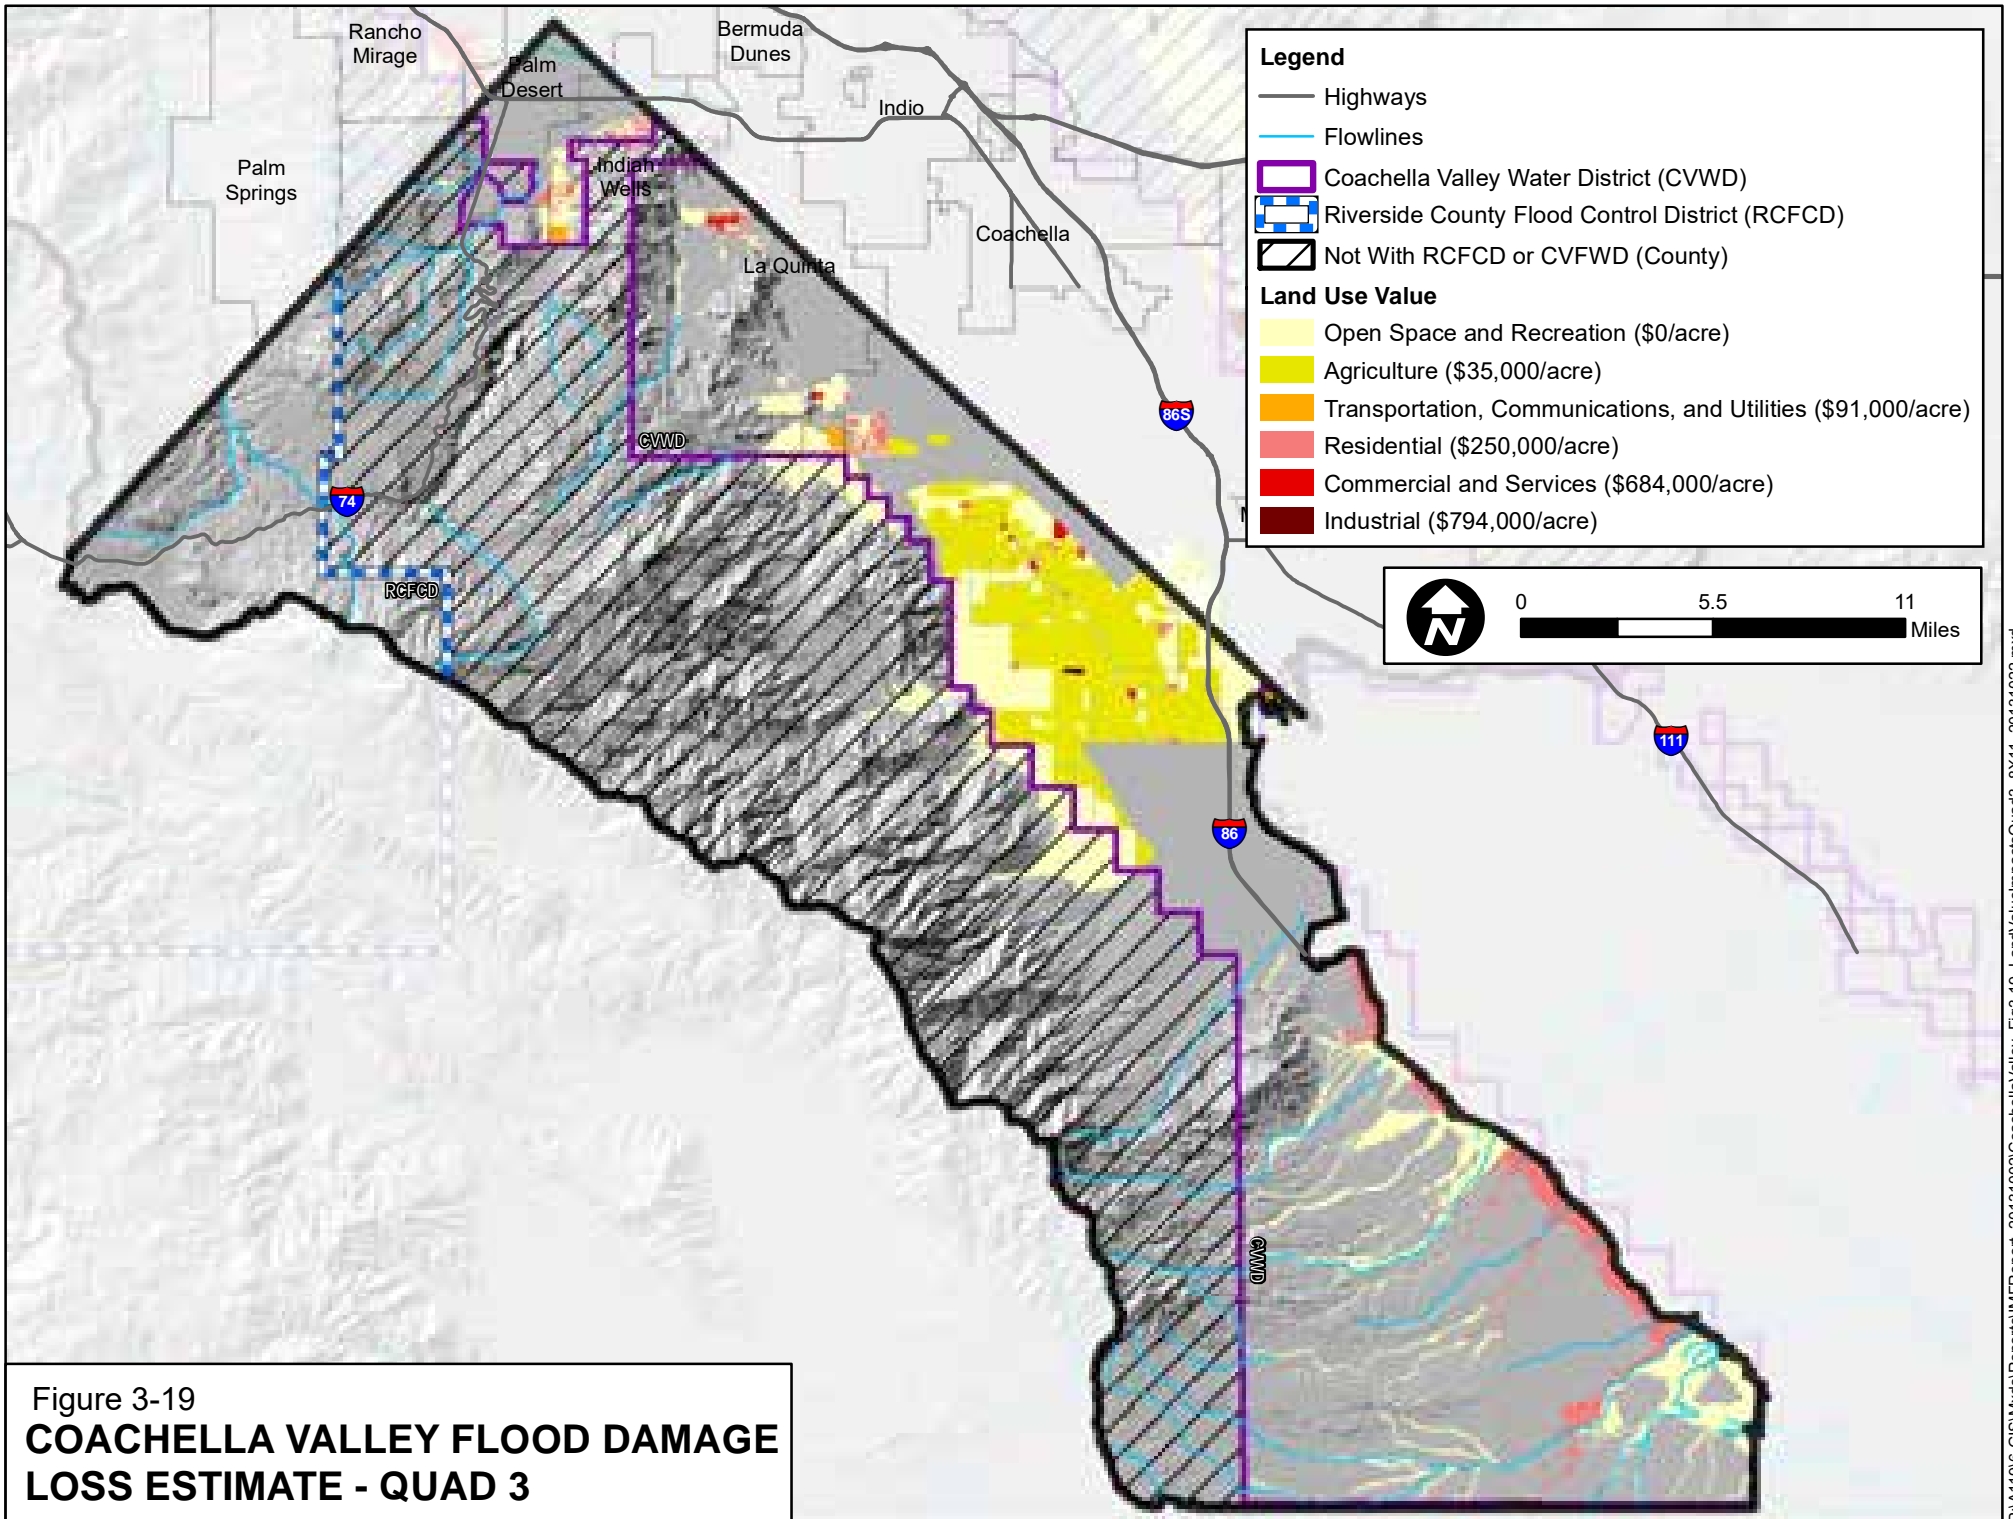 Rancho
Mirage
Palm
Desert
Bermuda
Dunes
Indio
Palm
Springs
Indian
Wells
Coachella
La Quinta
CVWD
86S
74
RCFCD
86
111
CVWD
Legend
Highways
Flowlines
Coachella Valley Water District (CVWD)
Riverside County Flood Control District (RCFCD)
Not With RCFCD or CVFWD (County)
Land Use Value
Open Space and Recreation ($0/acre)
Agriculture ($35,000/acre)
Transportation, Communications, and Utilities ($91,000/acre)
Residential ($250,000/acre)
Commercial and Services ($684,000/acre)
Industrial ($794,000/acre)
N
0 5.5 11
Miles
Figure 3-19
COACHELLA VALLEY FLOOD DAMAGE
LOSS ESTIMATE - QUAD 3